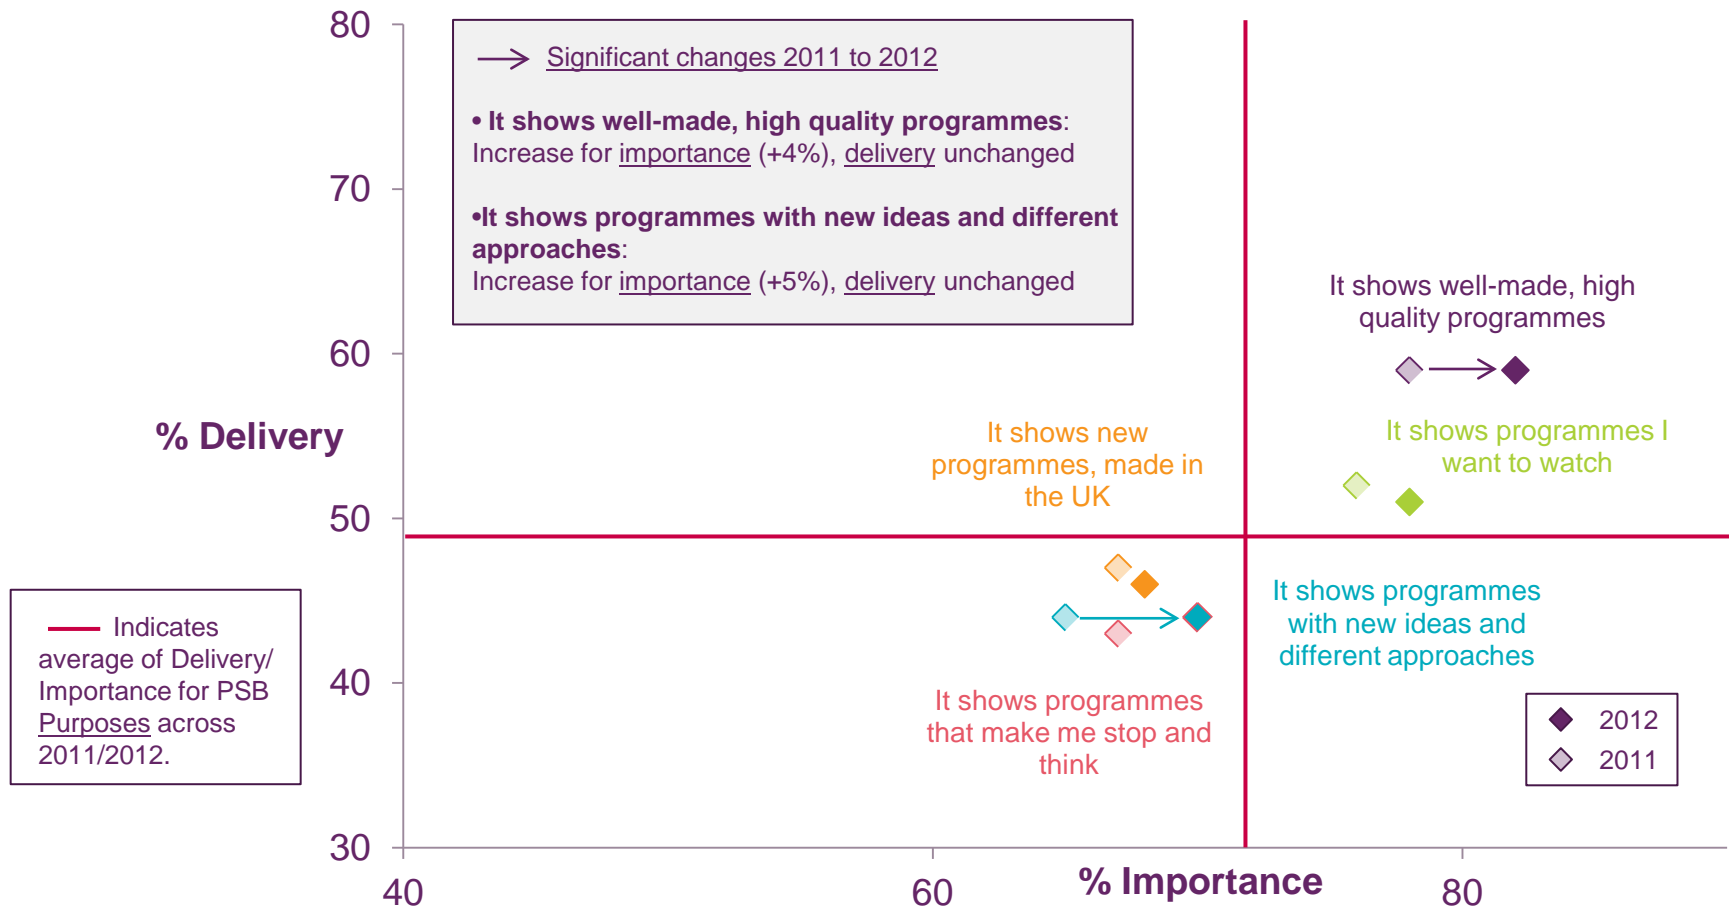 80
70
60
50
40
30
% Delivery
Significant changes 2011 to 2012
• It shows well-made, high quality programmes:
Increase for importance (+4%), delivery unchanged
•It shows programmes with new ideas and different
approaches:
Increase for importance (+5%), delivery unchanged
It shows well-made, high
quality programmes
It shows programmes I
want to watch
It shows new
programmes, made in
the UK
It shows programmes
with new ideas and
different approaches
It shows programmes
that make me stop and
think
Indicates
average of Delivery/
Importance for PSB
Purposes across
2011/2012.
2012
2011
40
60
% Importance
80